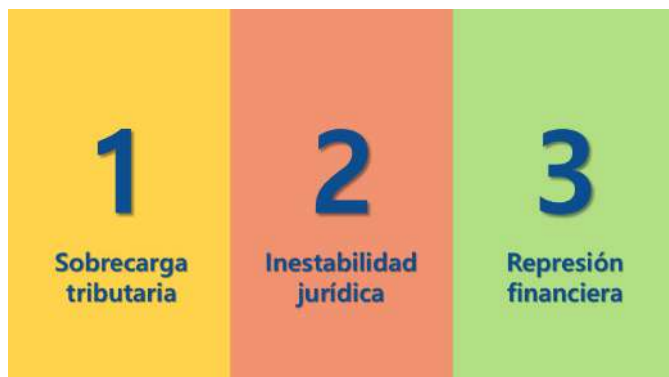 1
Sobrecarga
tributaria
2
Inestabilidad
jurídica
3
Represión
financiera